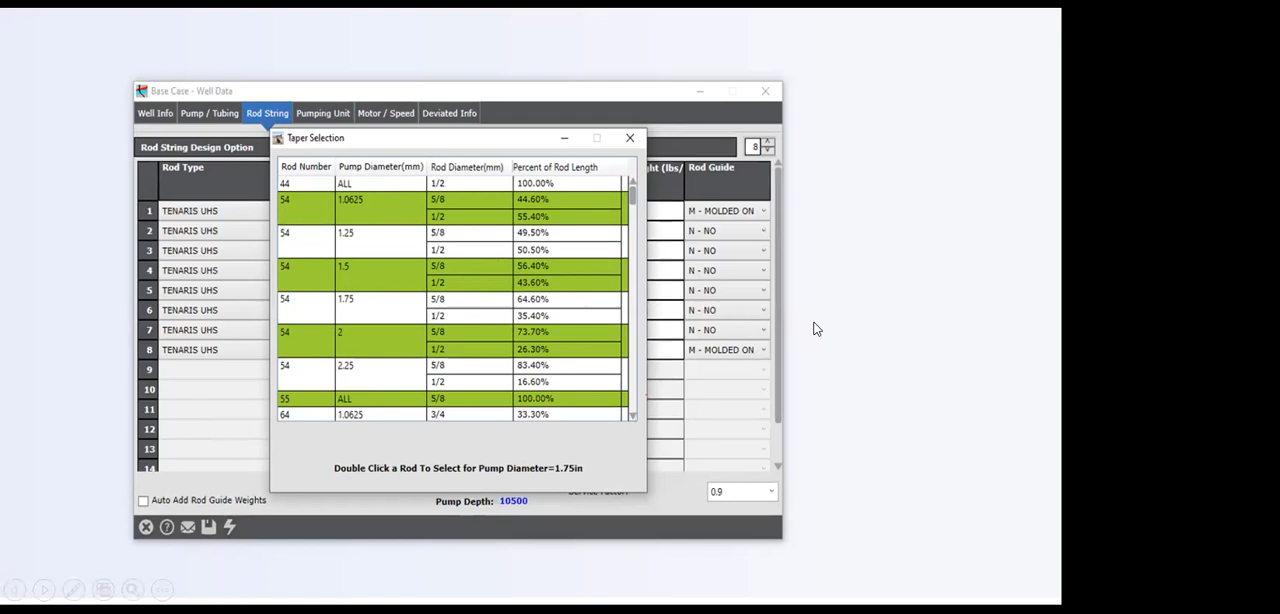 Base Case - Well Data
Well Info Pump / Tubing Rod String Pumping Unit Motor / Speed Deviated Info
Taper Selection
Rod String Design Option 8
Rod Type ht (lbs/ Rod Guide
Rod Number Pump Diameter(mm) Rod Diameter(mm) Percent of Rod Length
44 ALL 1/2 100.00%
54 1.0625 5/8 44.60%
1/2 55.40%
54 1.25 5/8 49.50%
1/2 50.50%
54 1.5 5/8 56.40%
1/2 43.60%
54 1.75 5/8 64.60%
1/2 35.40%
54 2 5/8 73.70%
1/2 26.30%
54 2.25 5/8 83.40%
1/2 16.60%
55 ALL 5/8 100.00%
64 1.0625 3/4 33.30%
Double Click a Rod To Select for Pump Diameter=1.75in
1 TENARIS UHS M - MOLDED ON
2 TENARIS UHS N - NO
3 TENARIS UHS N - NO
4 TENARIS UHS N - NO
5 TENARIS UHS N - NO
6 TENARIS UHS N - NO
7 TENARIS UHS N - NO
8 TENARIS UHS M - MOLDED ON
9
10
11
12
13
14
Service Factor: 0.9
Auto Add Rod Guide Weights
Pump Depth: 10500